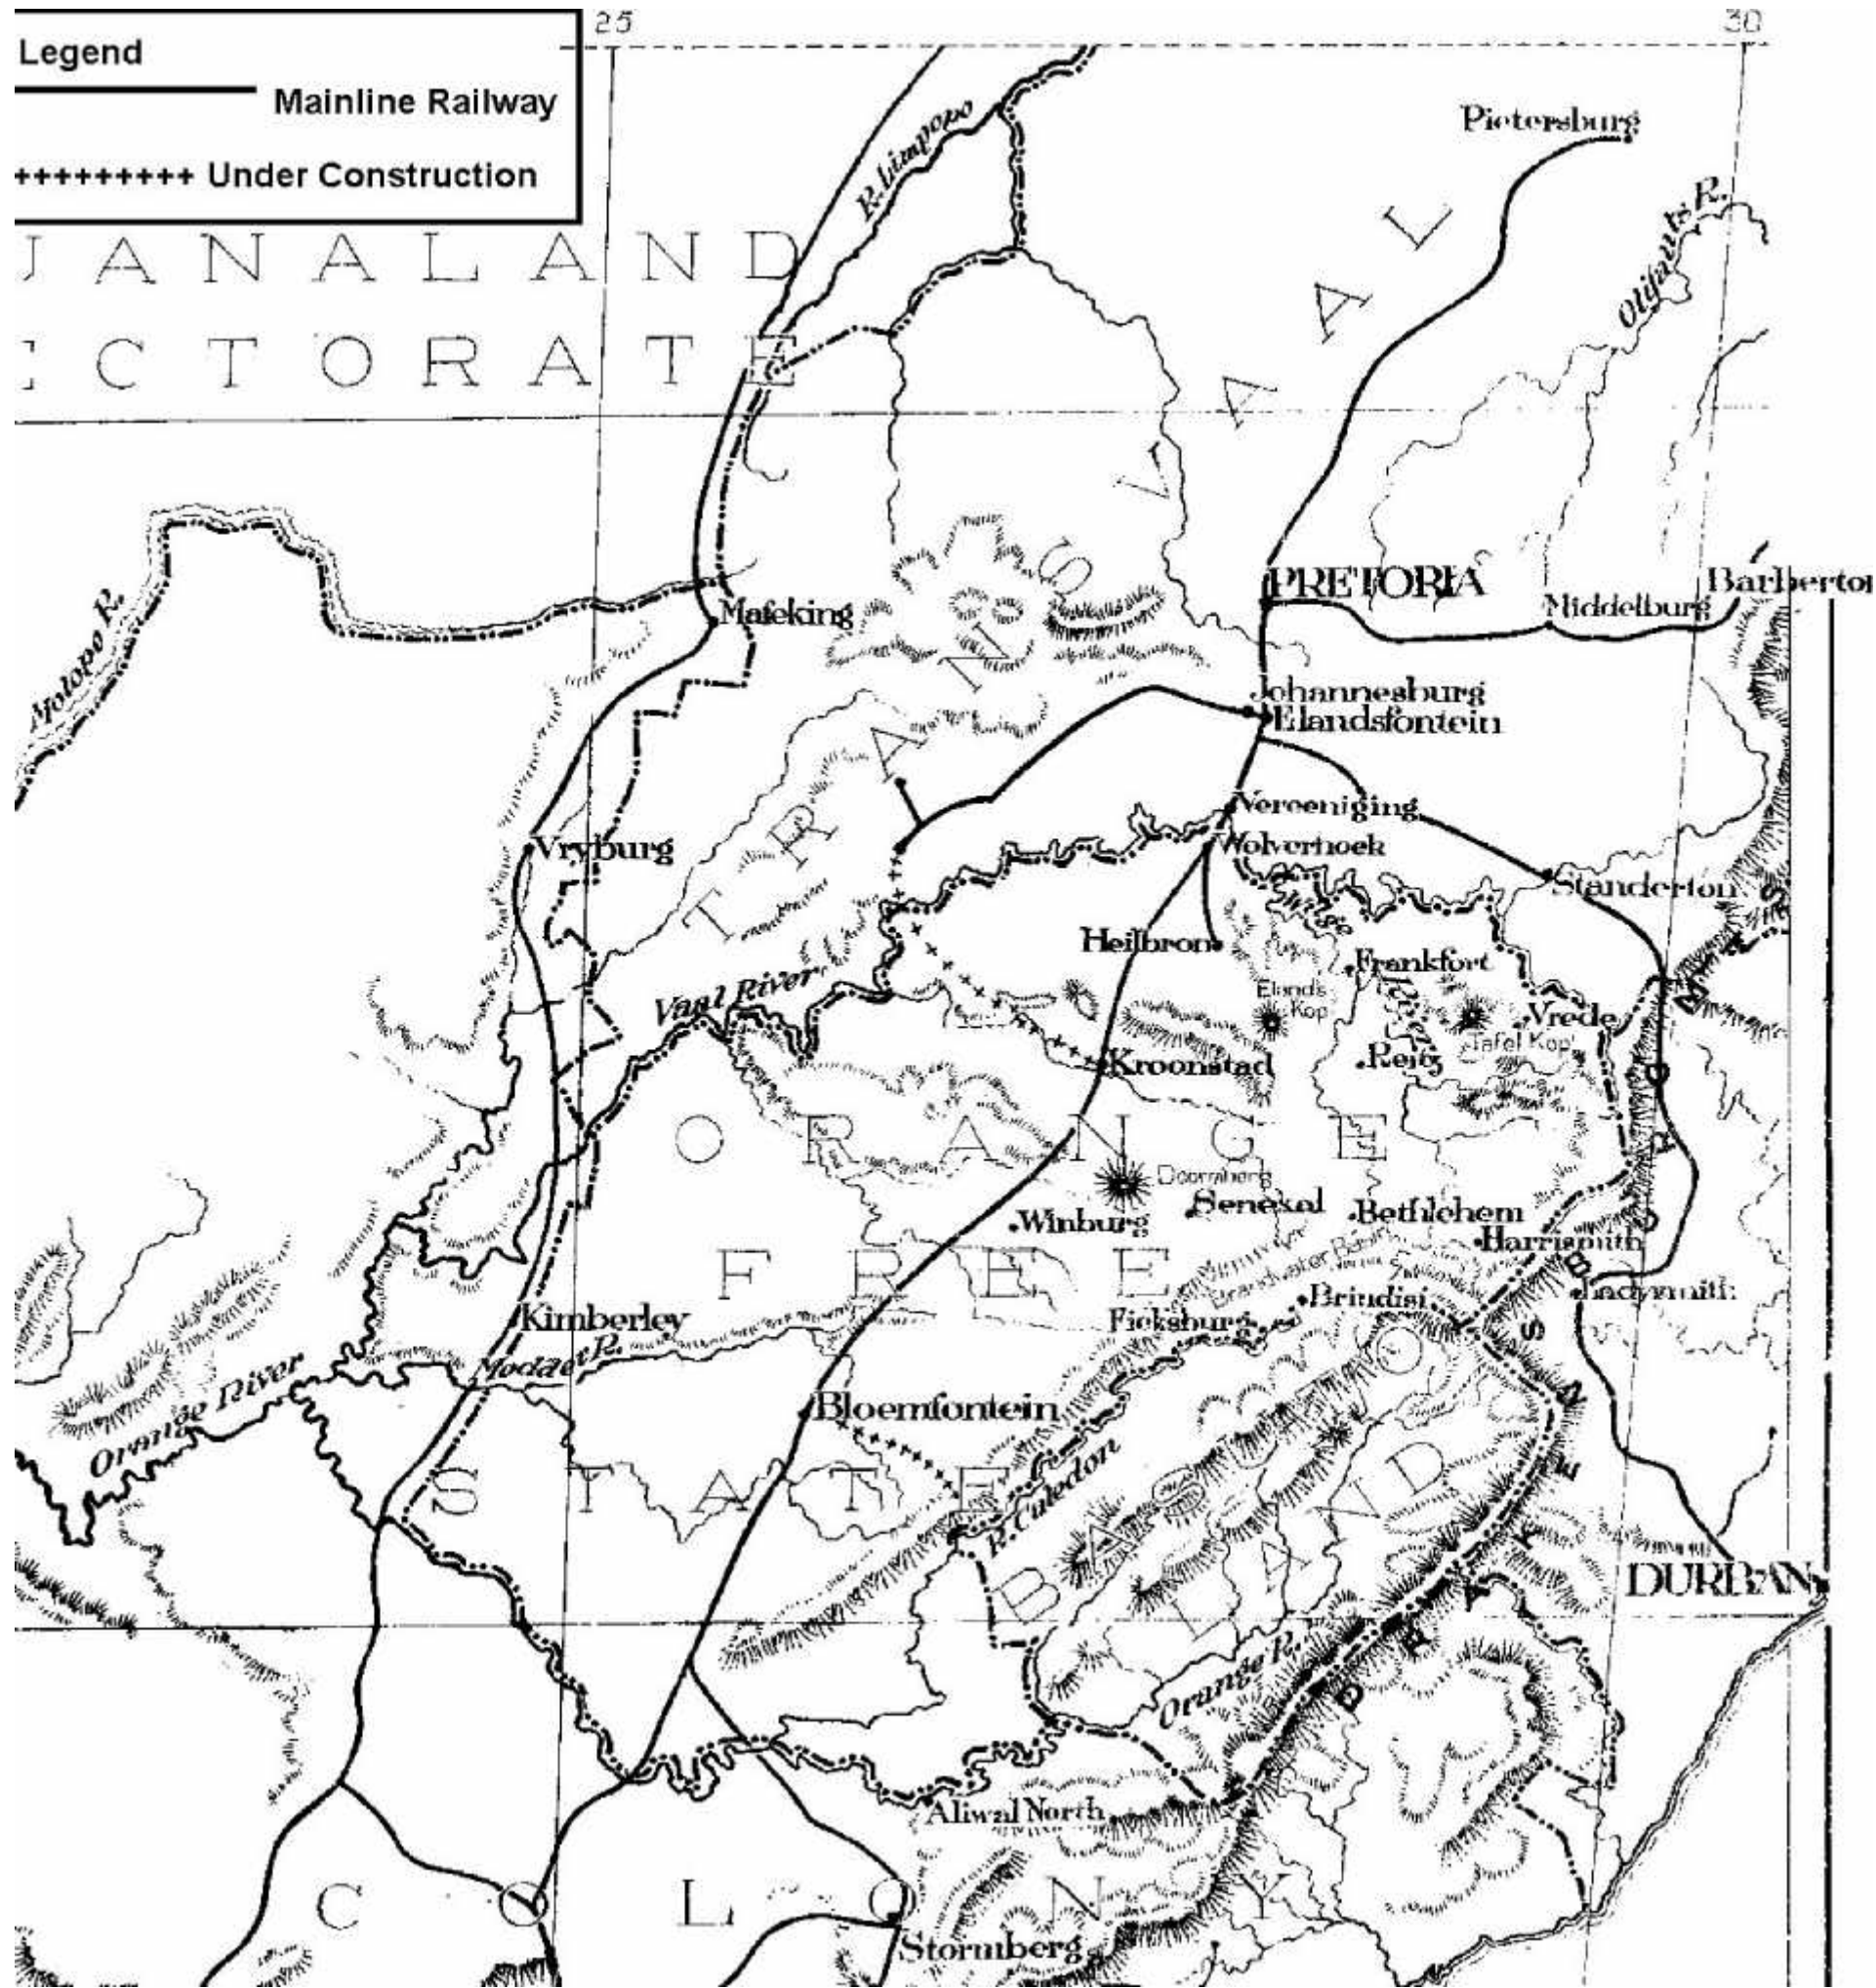 25
30
Legend
Mainline Railway
+++++++++ Under Construction
Pietersburg
R. Limpopo
Olifants R.
JANALAND
CTORATE
TRANSVAAL
PRETORIA
Barberton
Middelburg
Mafeking
Molopo R.
Johannesburg
Elandsfontein
Vereeniging
Wolverhoek
Vryburg
Standerton
Heilbron
Frankfort
Elands
Kop
Vaal River
Vrede
Tafel Kop
Reitz
Kroonstad
ORANGE
Doornberg
Senekal
Bethlehem
Winburg
Harrismith
FREE
Brandwater Basin
Ladysmith
Brindisi
Ficksburg
Kimberley
Modder R.
Orange River
Bloemfontein
STATE
R. Caledon
BASUTOLAND
DURBAN
Orange R.
DRAKENSBERG
Aliwal North
COLONY
Stormberg